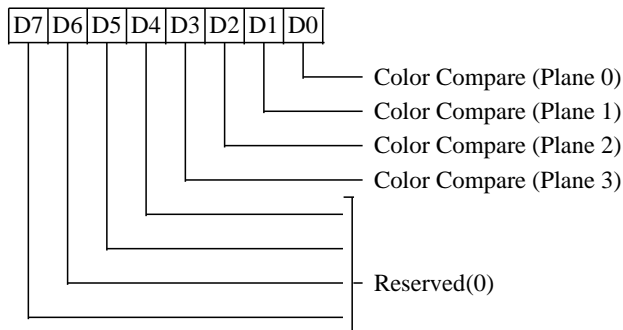 D7 D6 D5 D4 D3 D2 D1 D0
Color Compare (Plane 0)
Color Compare (Plane 1)
Color Compare (Plane 2)
Color Compare (Plane 3)
Reserved(0)